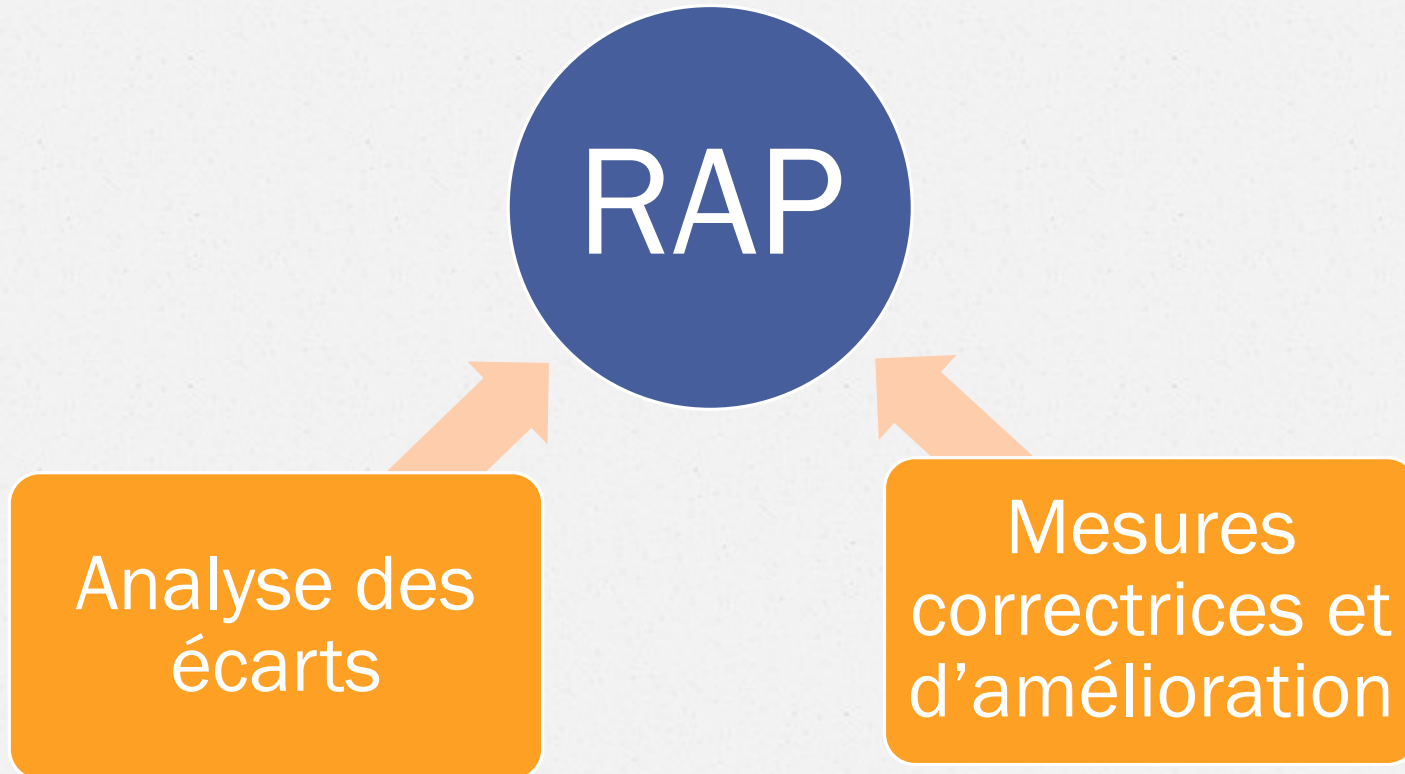 RAP
Analyse des
écarts
Mesures
correctrices et
d’amélioration